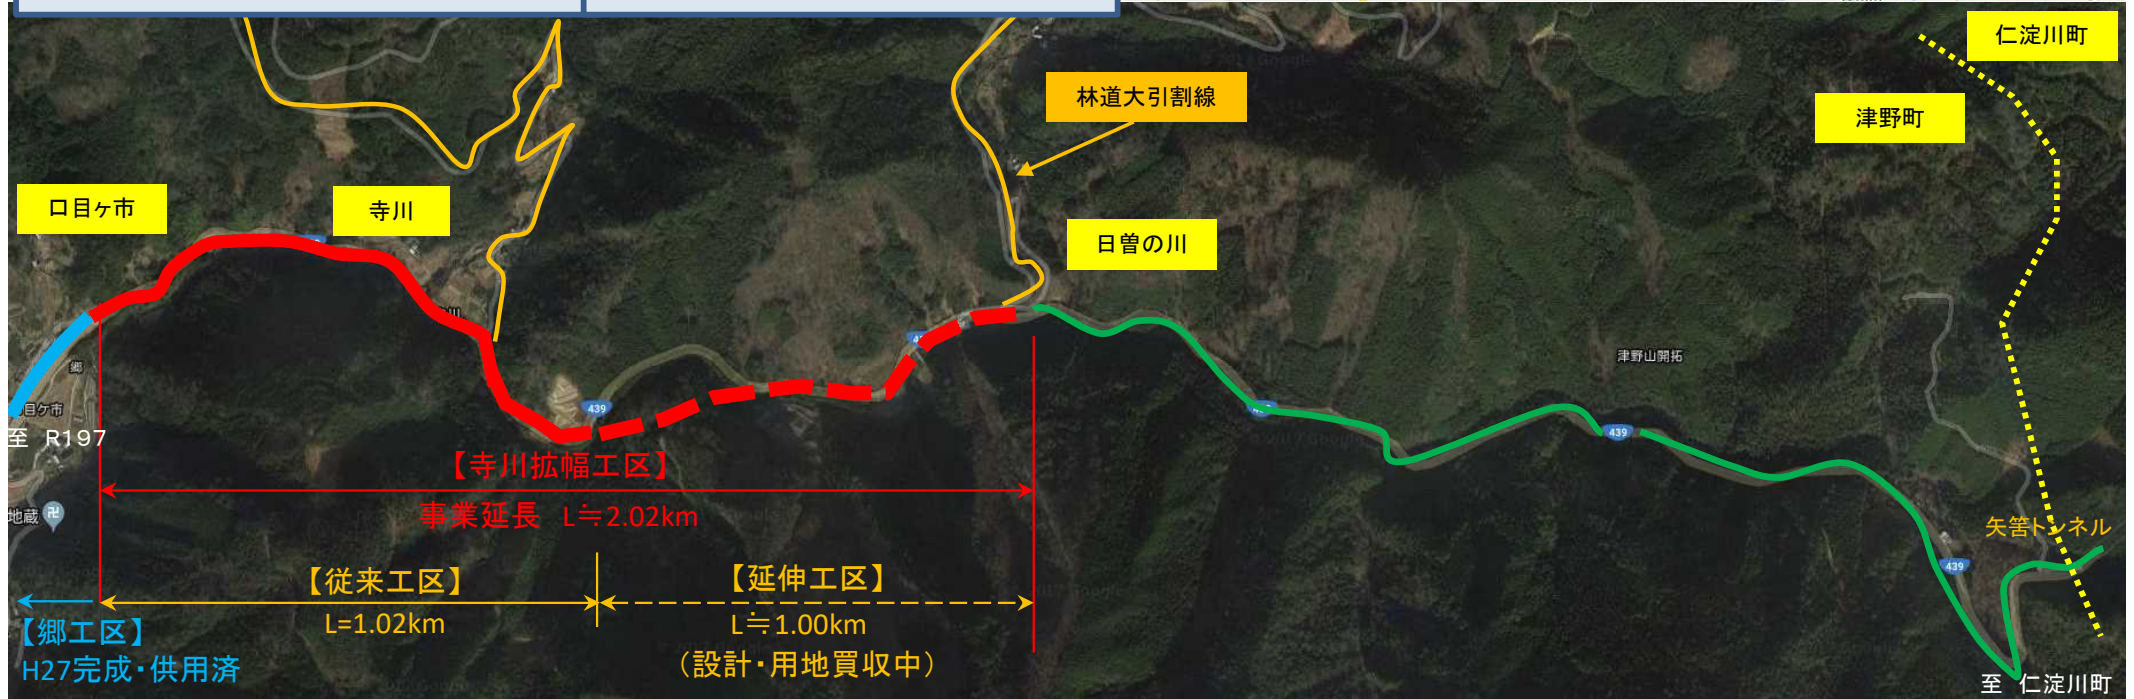 仁淀川町
林道大引割線
津野町
口目ヶ市
寺川
日曽の川
津野山開拓
郷
439
439
439
至 R197
【寺川拡幅工区】
事業延長 L≒2.02km
地蔵
矢筈トンネル
【従来工区】
L=1.02km
【延伸工区】
L≒1.00km
(設計・用地買収中)
【郷工区】
H27完成・供用済
至 仁淀川町